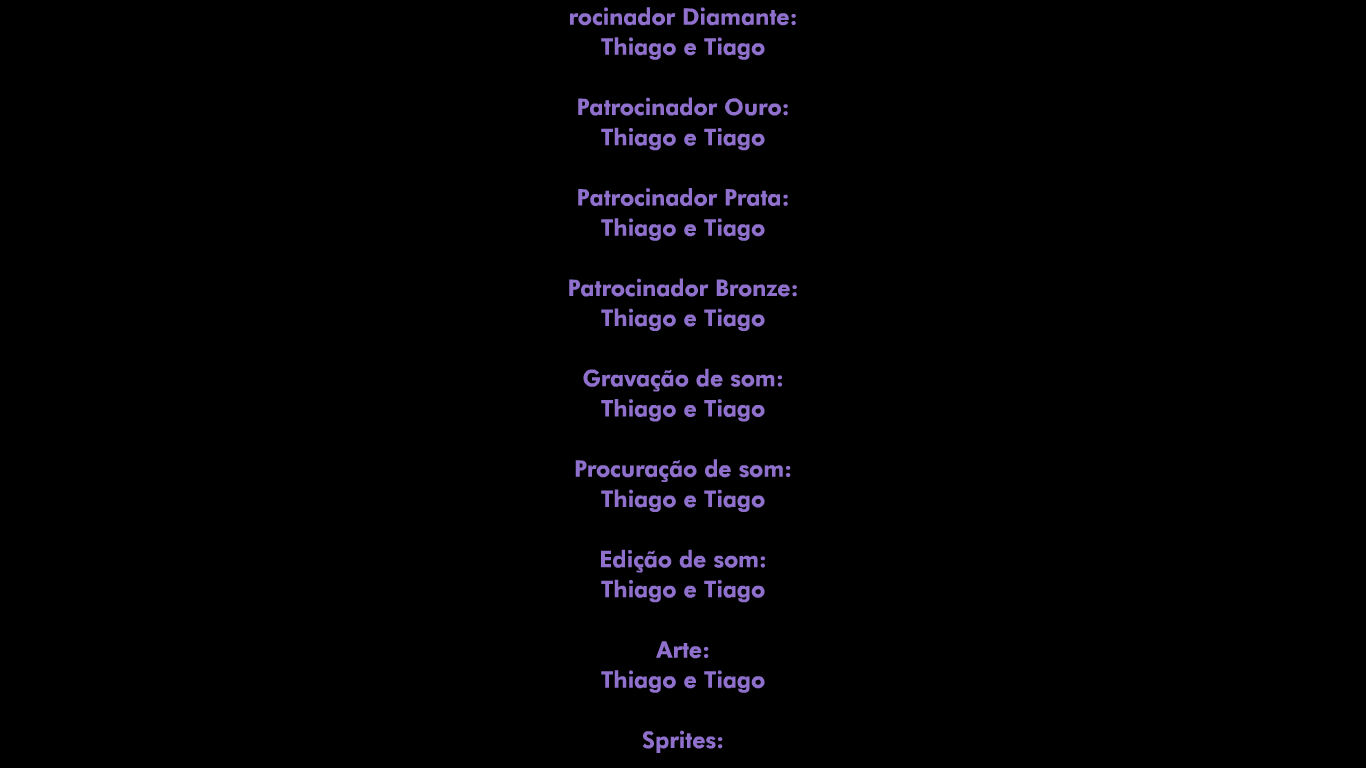 rocinador Diamante:
Thiago e Tiago
Patrocinador Ouro:
Thiago e Tiago
Patrocinador Prata:
Thiago e Tiago
Patrocinador Bronze:
Thiago e Tiago
Gravação de som:
Thiago e Tiago
Procuração de som:
Thiago e Tiago
Edição de som:
Thiago e Tiago
Arte:
Thiago e Tiago
Sprites: